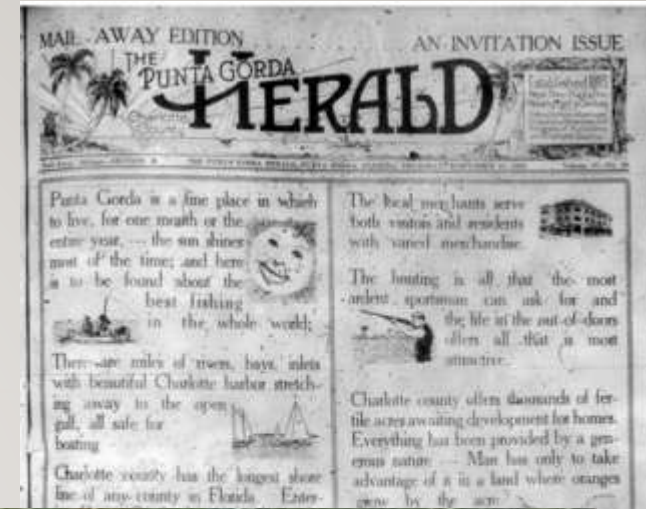 MAIL - AWAY EDITION
AN INVITATION ISSUE
THE
PUNTA GORDA
HERALD
Punta Gorda is a fine place in which
to live, for one month or the
entire year, — the sun shines
most of the time; and here
is to be found about the
best fishing
in the whole world;
There are miles of rivers, bays, inlets
with beautiful Charlotte harbor stretch-
ing away to the open
gulf, all safe for
boating
Charlotte county has the longest shore
line of any county in Florida. Enter-
The local merchants serve
both visitors and residents
with varied merchandise.
The hunting is all that the most
ardent sportsman can ask for and
the life in the out-of-doors
offers all that is most
attractive.
Charlotte county offers thousands of fer-
tile acres awaiting development for homes.
Everything has been provided by a gen-
erous nature — Man has only to take
advantage of it in a land where oranges
grow by the acre